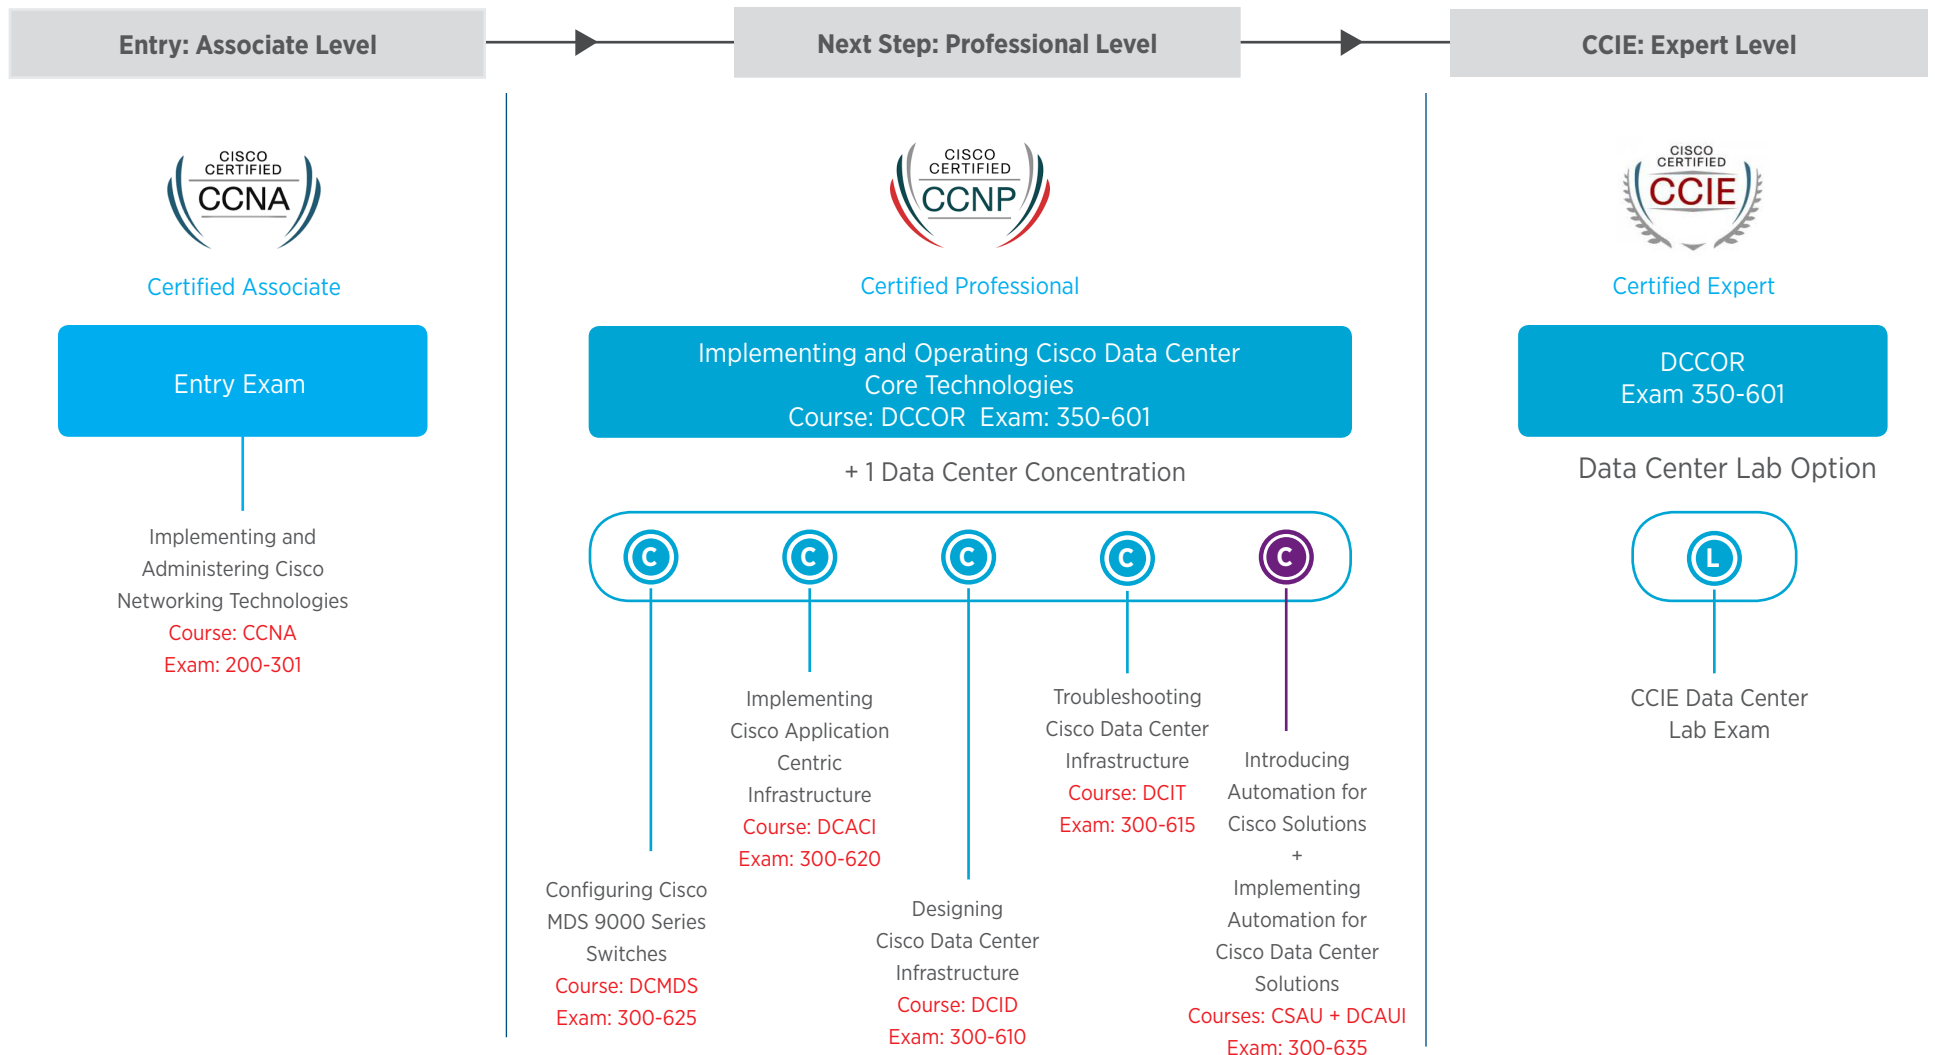 Entry: Associate Level
Next Step: Professional Level
CCIE: Expert Level
CISCO
CERTIFIED
CCNA
Certified Associate
Entry Exam
Implementing and
Administering Cisco
Networking Technologies
Course: CCNA
Exam: 200-301
CISCO
CERTIFIED
CCNP
Certified Professional
Implementing and Operating Cisco Data Center
Core Technologies
Course: DCCOR Exam: 350-601
+ 1 Data Center Concentration
C
C
C
C
C
Configuring Cisco
MDS 9000 Series
Switches
Course: DCMDS
Exam: 300-625
Implementing
Cisco Application
Centric
Infrastructure
Course: DCACI
Exam: 300-620
Designing
Cisco Data Center
Infrastructure
Course: DCID
Exam: 300-610
Troubleshooting
Cisco Data Center
Infrastructure
Course: DCIT
Exam: 300-615
Introducing
Automation for
Cisco Solutions
+
Implementing
Automation for
Cisco Data Center
Solutions
Courses: CSAU + DCAUI
Exam: 300-635
CISCO
CERTIFIED
CCIE
Certified Expert
DCCOR
Exam 350-601
Data Center Lab Option
L
CCIE Data Center
Lab Exam